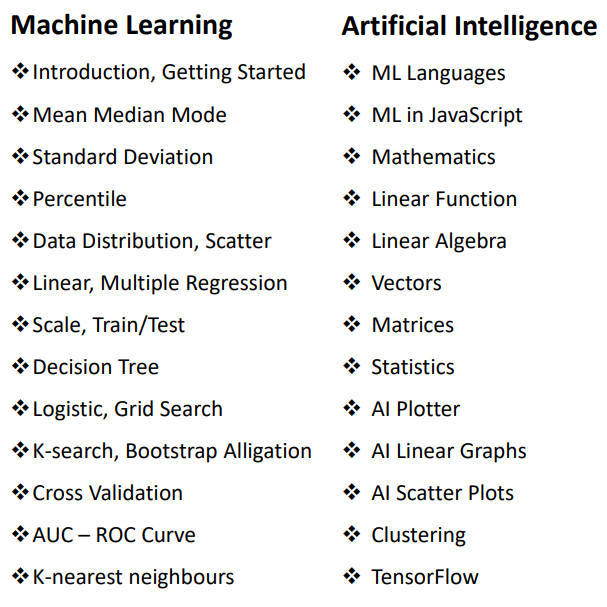 Machine Learning
❖Introduction, Getting Started
❖Mean Median Mode
❖Standard Deviation
❖Percentile
❖Data Distribution, Scatter
❖Linear, Multiple Regression
❖Scale, Train/Test
❖Decision Tree
❖Logistic, Grid Search
❖K-search, Bootstrap Alligation
❖Cross Validation
❖AUC – ROC Curve
❖K-nearest neighbours
Artificial Intelligence
❖ ML Languages
❖ ML in JavaScript
❖ Mathematics
❖ Linear Function
❖ Linear Algebra
❖ Vectors
❖ Matrices
❖ Statistics
❖ AI Plotter
❖ AI Linear Graphs
❖ AI Scatter Plots
❖ Clustering
❖ TensorFlow